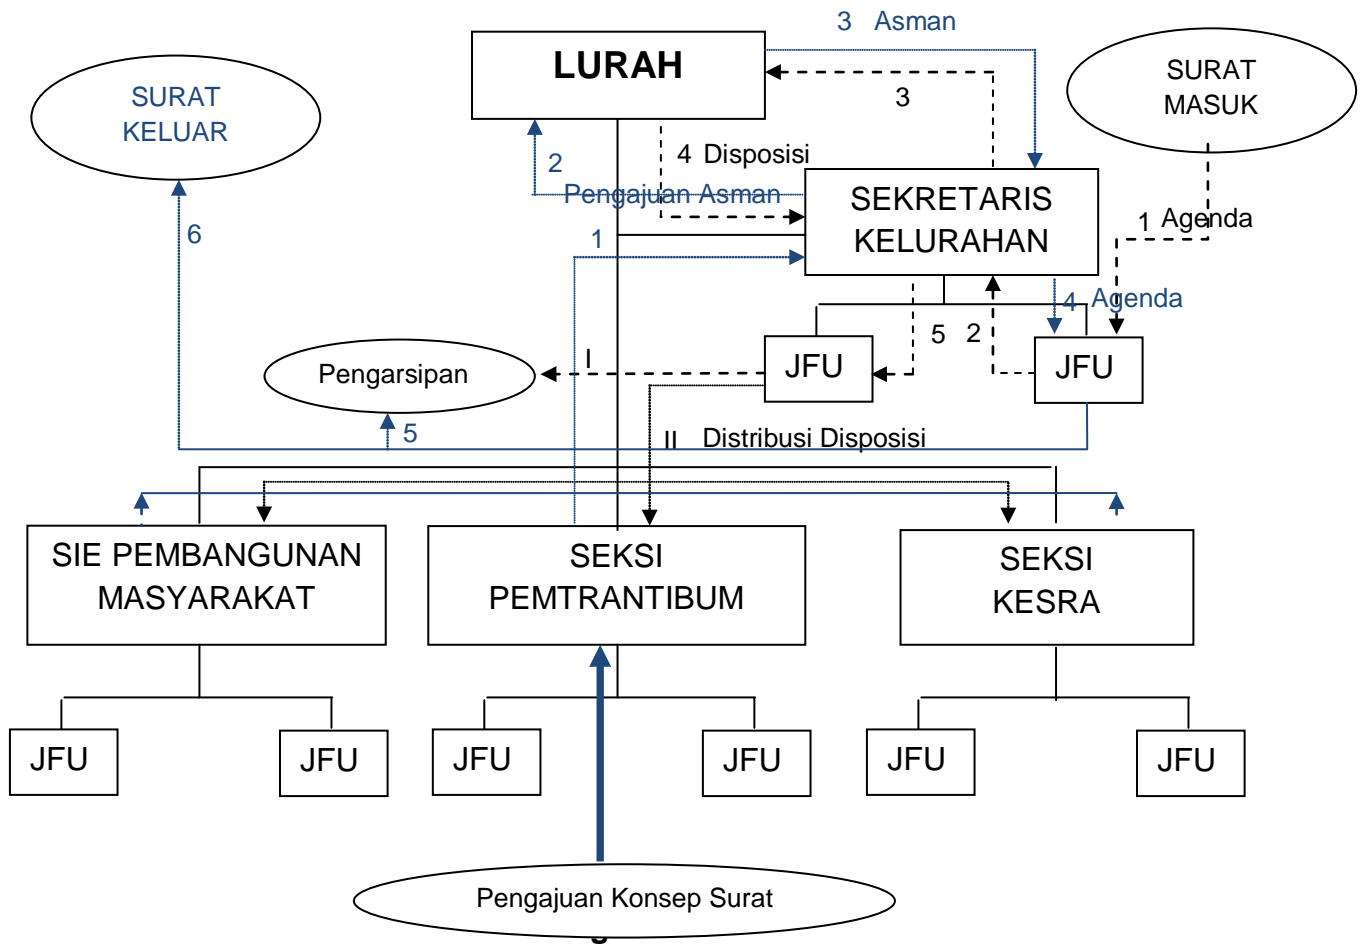 3 Asman
LURAH
SURAT
MASUK
SURAT
KELUAR
3
2
4 Disposisi
Pengajuan Asman
SEKRETARIS
KELURAHAN
1 Agenda
6
1
4 Agenda
5
2
JFU
JFU
I
Pengarsipan
5
II Distribusi Disposisi
SIE PEMBANGUNAN
MASYARAKAT
SEKSI
PEMTRANTIBUM
SEKSI
KESRA
JFU
JFU
JFU
JFU
JFU
JFU
Pengajuan Konsep Surat